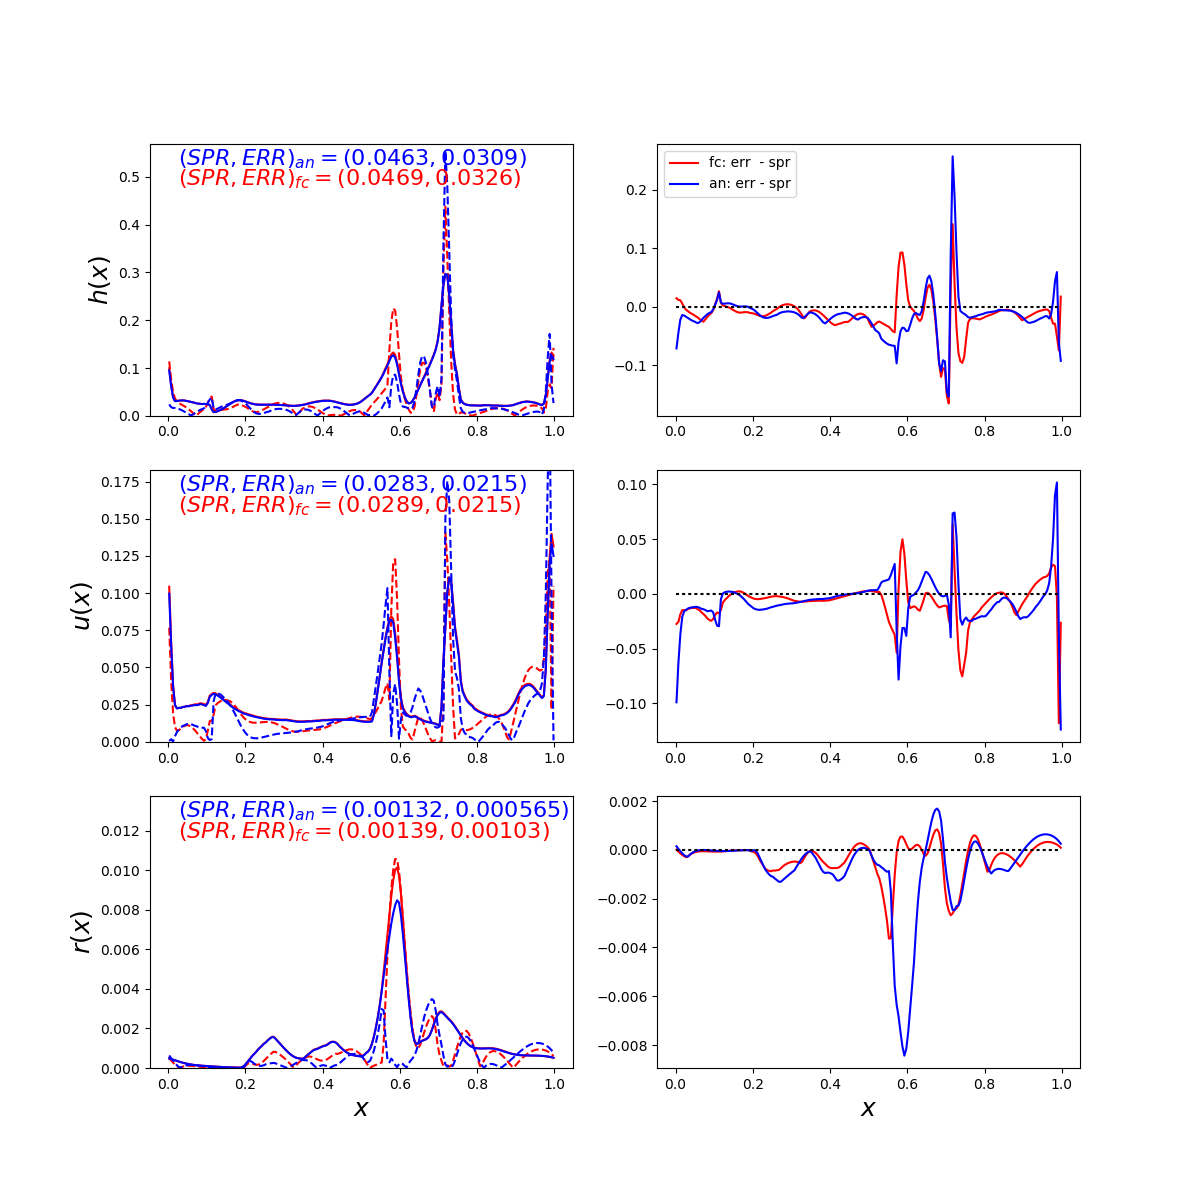 (SPR, ERR)an = (0.0463, 0.0309)
(SPR, ERR)fc = (0.0469, 0.0326)
h(x)
0.5
0.4
0.3
0.2
0.1
0.0
0.0 0.2 0.4 0.6 0.8 1.0
fc: err - spr
an: err - spr
0.2
0.1
0.0
−0.1
0.0 0.2 0.4 0.6 0.8 1.0
(SPR, ERR)an = (0.0283, 0.0215)
(SPR, ERR)fc = (0.0289, 0.0215)
u(x)
0.175
0.150
0.125
0.100
0.075
0.050
0.025
0.000
0.0 0.2 0.4 0.6 0.8 1.0
0.10
0.05
0.00
−0.05
−0.10
0.0 0.2 0.4 0.6 0.8 1.0
(SPR, ERR)an = (0.00132, 0.000565)
(SPR, ERR)fc = (0.00139, 0.00103)
r(x)
0.012
0.010
0.008
0.006
0.004
0.002
0.000
0.0 0.2 0.4 0.6 0.8 1.0
x
0.002
0.000
−0.002
−0.004
−0.006
−0.008
0.0 0.2 0.4 0.6 0.8 1.0
x